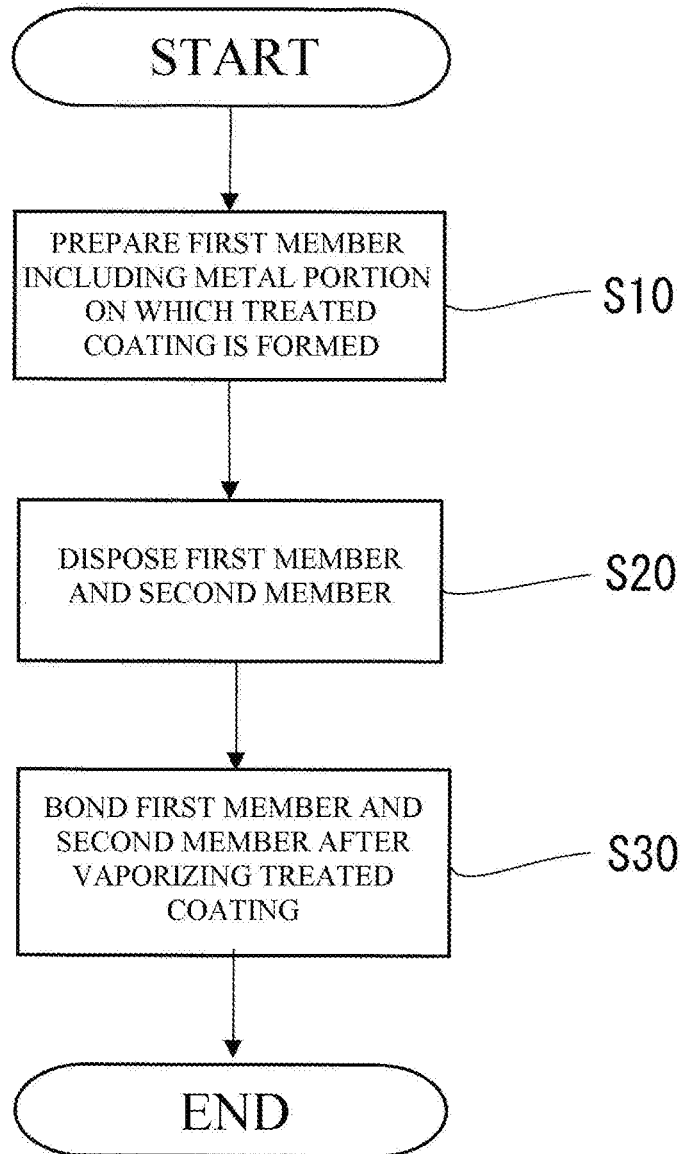 START
PREPARE FIRST MEMBER
INCLUDING METAL PORTION
ON WHICH TREATED
COATING IS FORMED
S10
DISPOSE FIRST MEMBER
AND SECOND MEMBER
S20
BOND FIRST MEMBER AND
SECOND MEMBER AFTER
VAPORIZING TREATED
COATING
S30
END